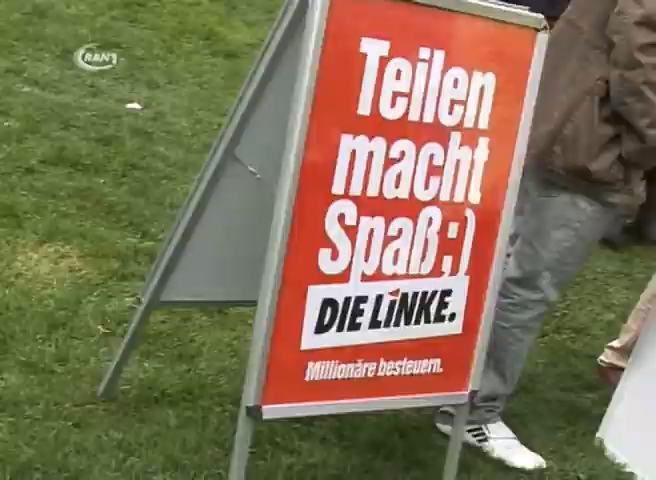 RAN1
Teilen
macht
Spaß;)
DIE LINKE.
Millionäre besteuern.